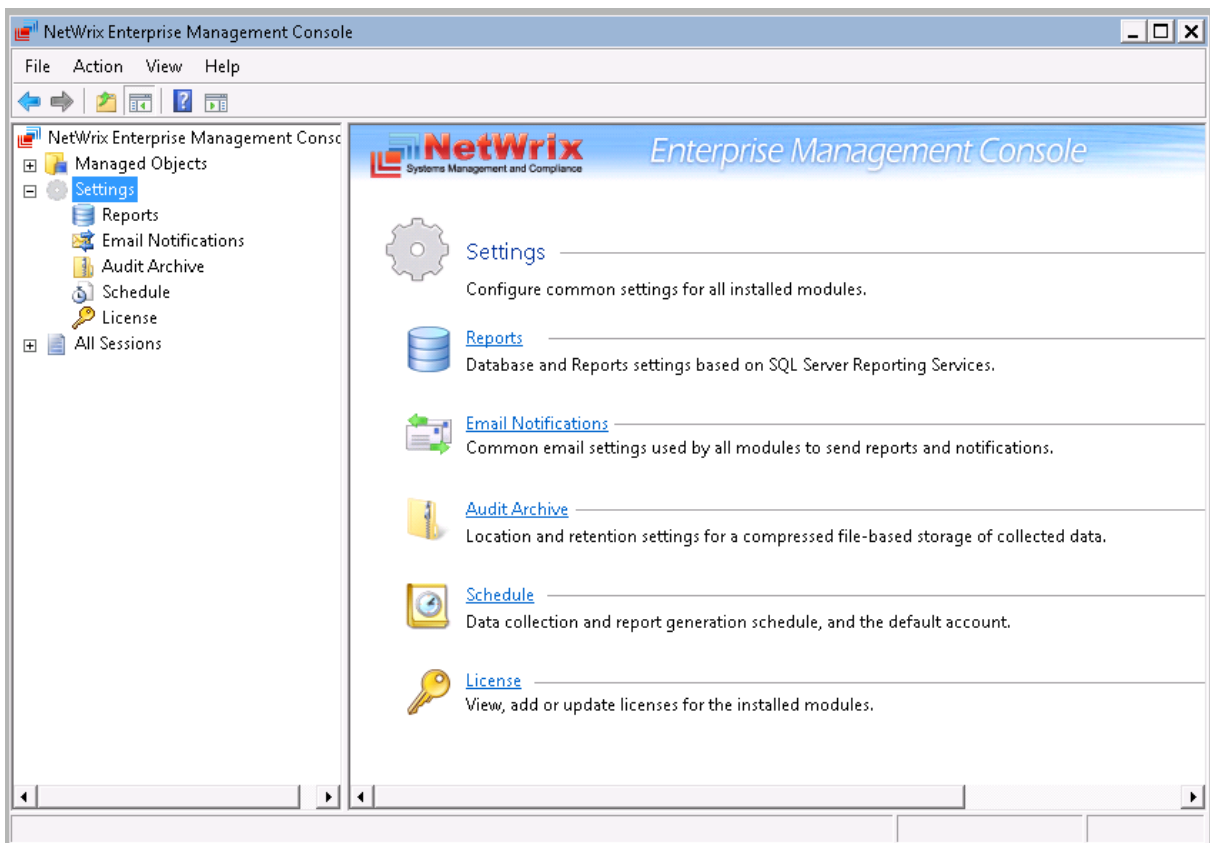 NetWrix Enterprise Management Console
File Action View Help
NetWrix Enterprise Management Consc
Managed Objects
Settings
Reports
Email Notifications
Audit Archive
Schedule
License
All Sessions
NetWrix
Systems Management and Compliance
Enterprise Management Console
Settings
Configure common settings for all installed modules.
Reports
Database and Reports settings based on SQL Server Reporting Services.
Email Notifications
Common email settings used by all modules to send reports and notifications.
Audit Archive
Location and retention settings for a compressed file-based storage of collected data.
Schedule
Data collection and report generation schedule, and the default account.
License
View, add or update licenses for the installed modules.